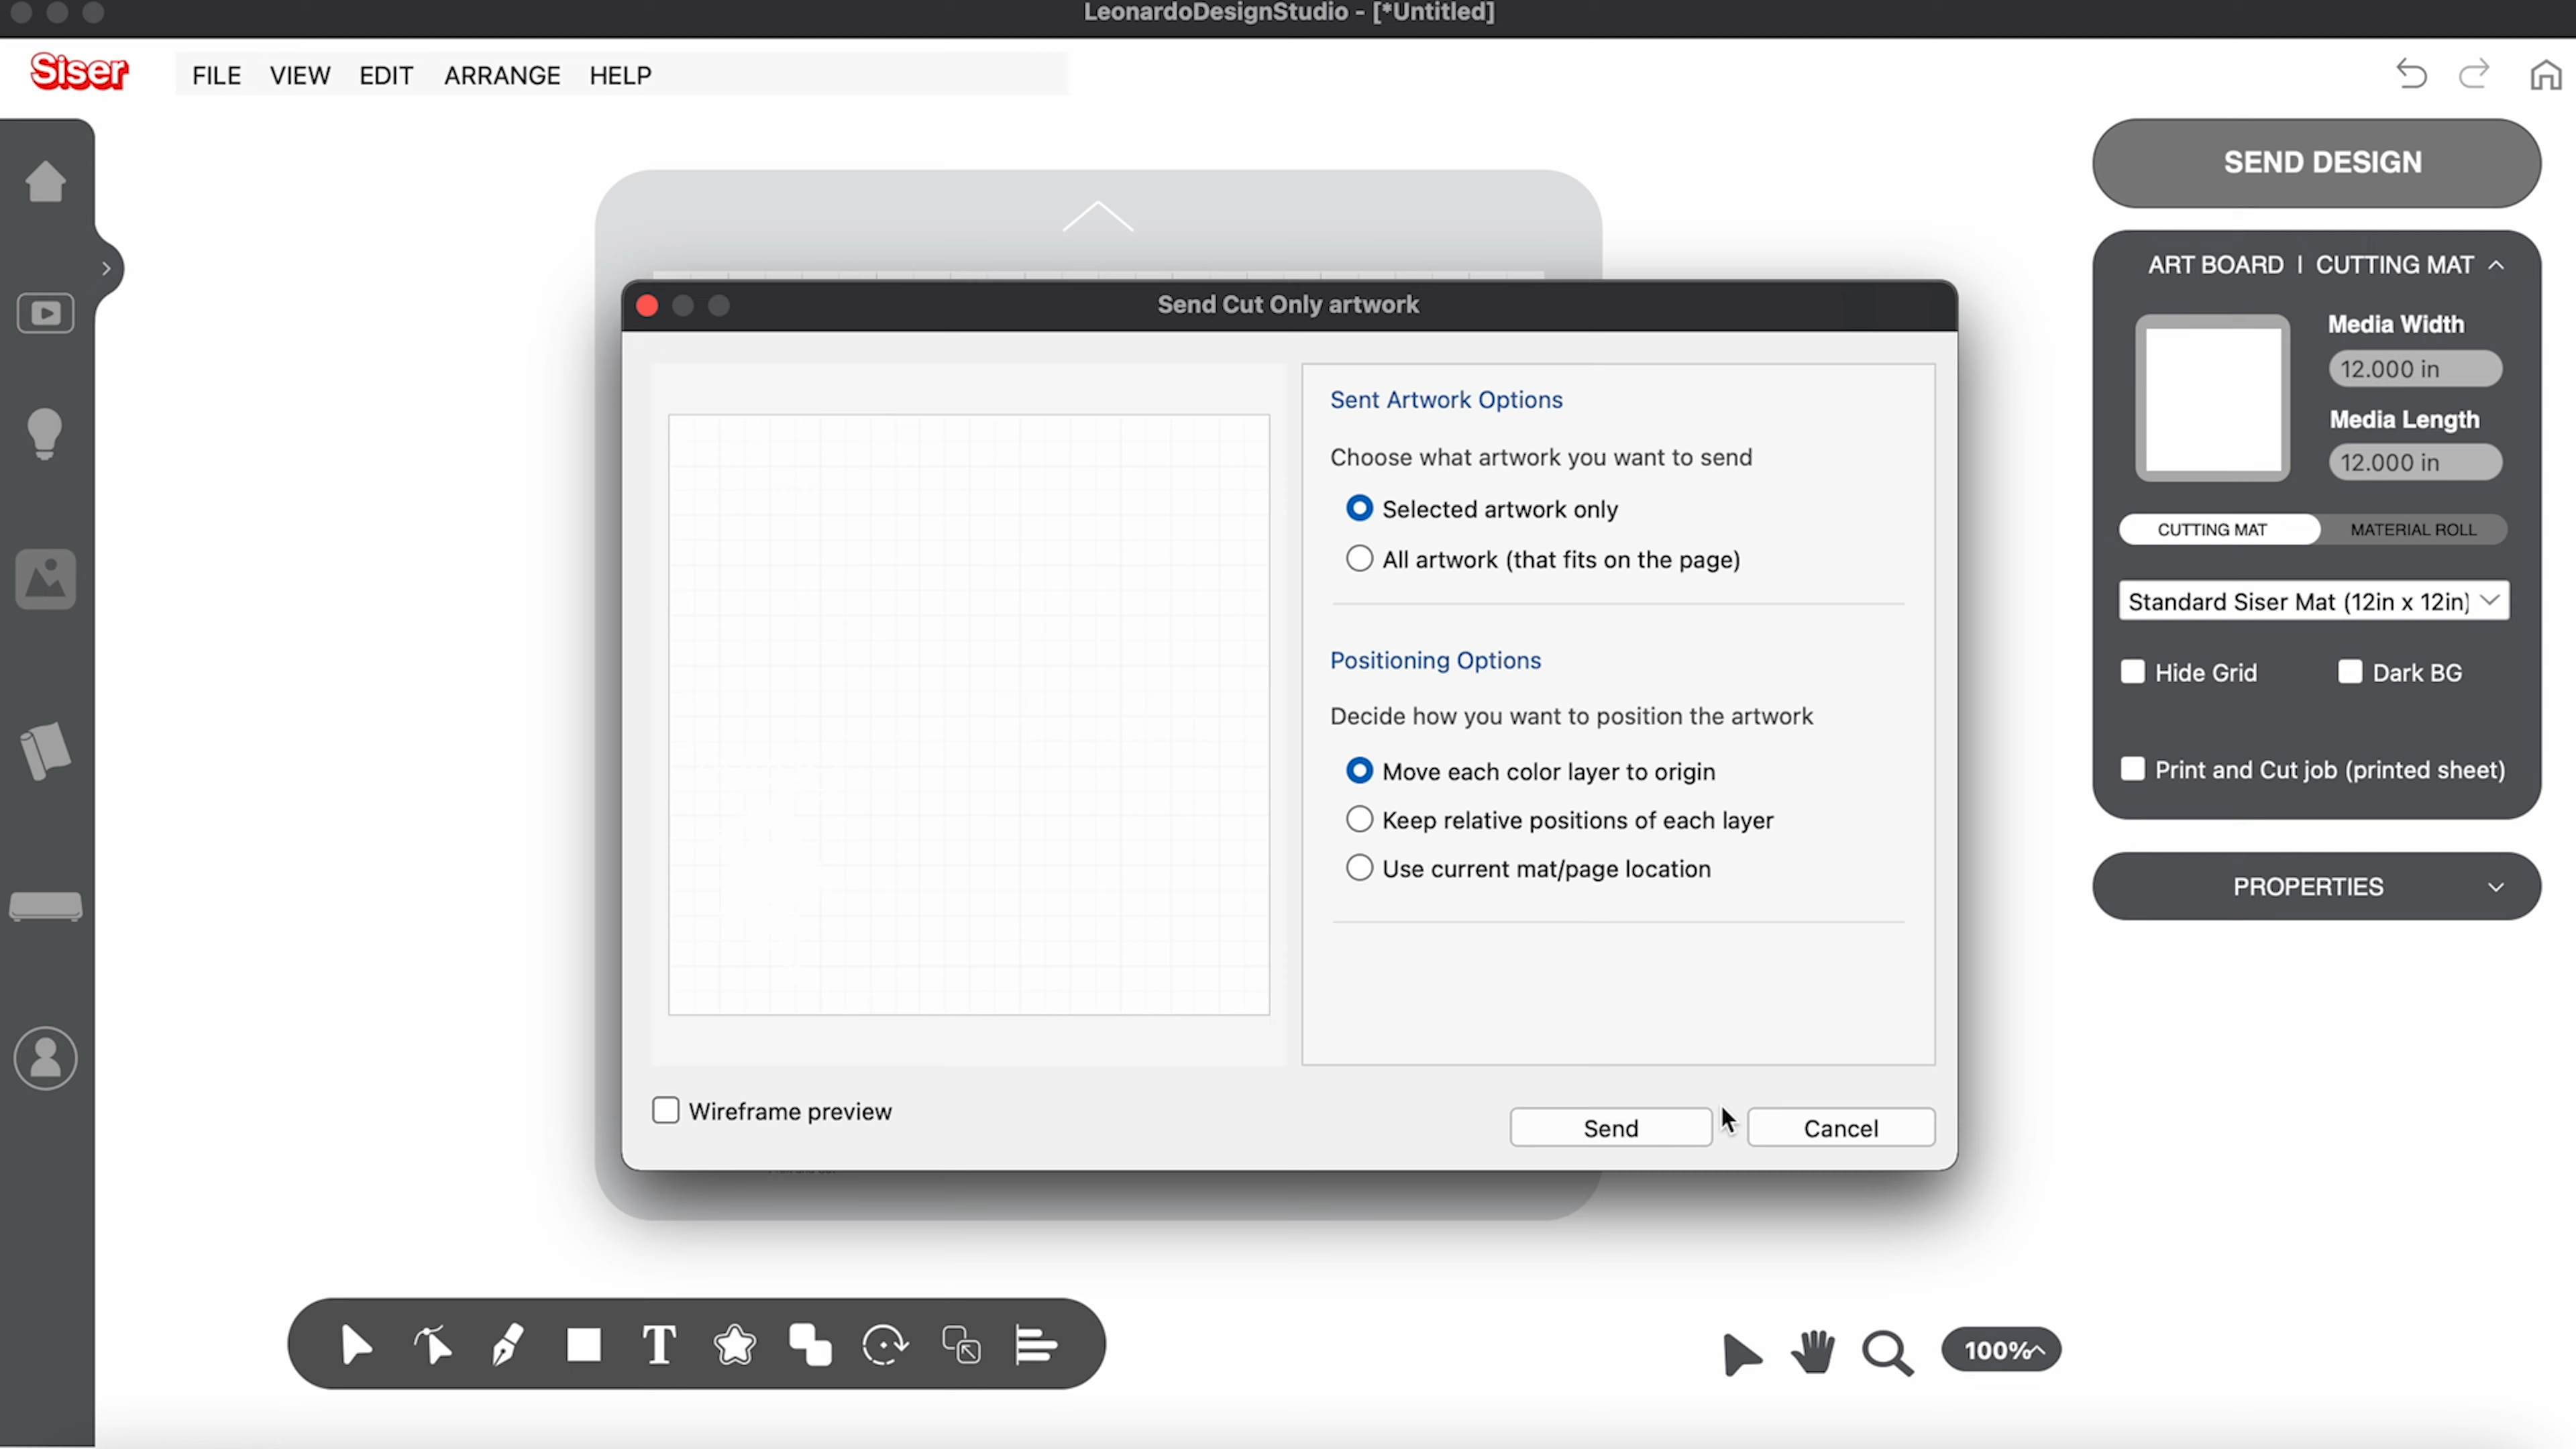 LeonardoDesignStudio - [*Untitled]
Siser
FILE VIEW EDIT ARRANGE HELP
SEND DESIGN
ART BOARD | CUTTING MAT
Media Width
12.000 in
Media Length
12.000 in
CUTTING MAT MATERIAL ROLL
Standard Siser Mat (12in x 12in)
Hide Grid Dark BG
Print and Cut job (printed sheet)
PROPERTIES
Send Cut Only artwork
Sent Artwork Options
Choose what artwork you want to send
Selected artwork only
All artwork (that fits on the page)
Positioning Options
Decide how you want to position the artwork
Move each color layer to origin
Keep relative positions of each layer
Use current mat/page location
Wireframe preview
Send Cancel
T
100%